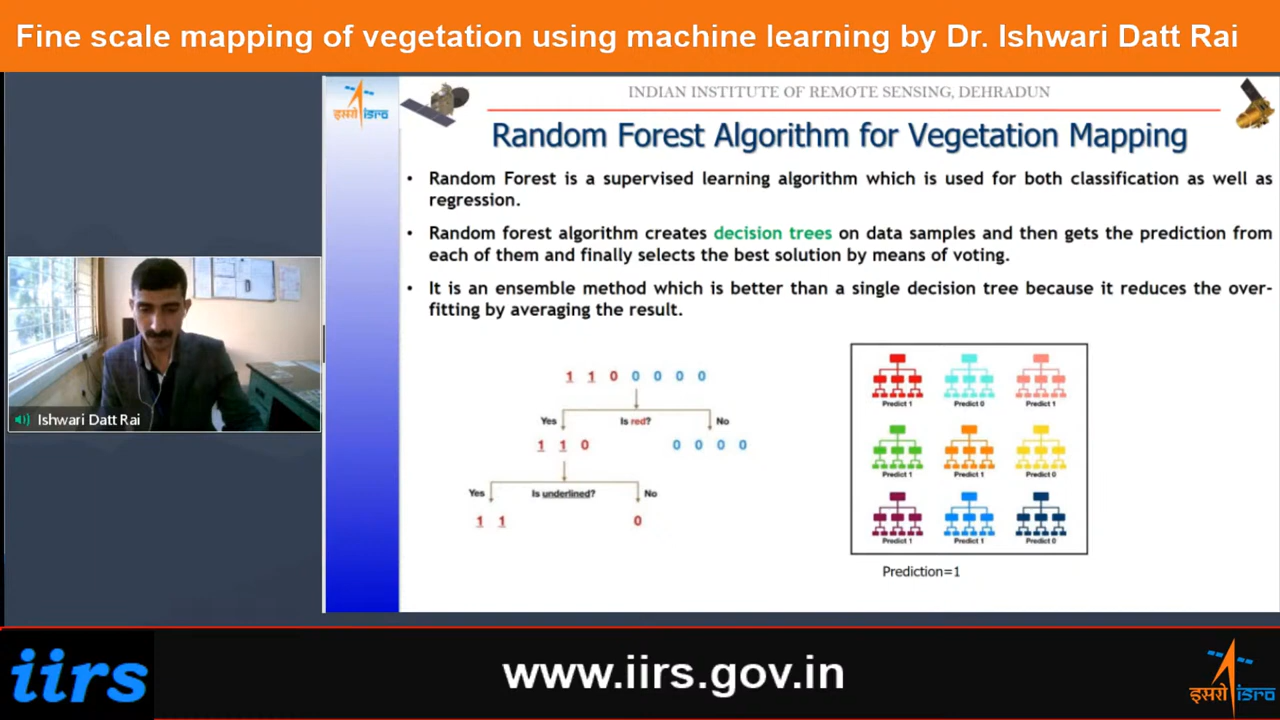 Fine scale mapping of vegetation using machine learning by Dr. Ishwari Datt Rai
INDIAN INSTITUTE OF REMOTE SENSING, DEHRADUN
इसरो isro
Random Forest Algorithm for Vegetation Mapping
• Random Forest is a supervised learning algorithm which is used for both classification as well as
regression.
• Random forest algorithm creates decision trees on data samples and then gets the prediction from
each of them and finally selects the best solution by means of voting.
• It is an ensemble method which is better than a single decision tree because it reduces the over-
fitting by averaging the result.
1 1 0 0 0 0 0
Yes Is red? No
1 1 0 0 0 0 0
Yes Is underlined? No
1 1 0
Predict 1 Predict 0 Predict 1
Predict 1 Predict 1 Predict 0
Predict 1 Predict 1 Predict 0
Prediction=1
Ishwari Datt Rai
iirs
www.iirs.gov.in
इसरो isro